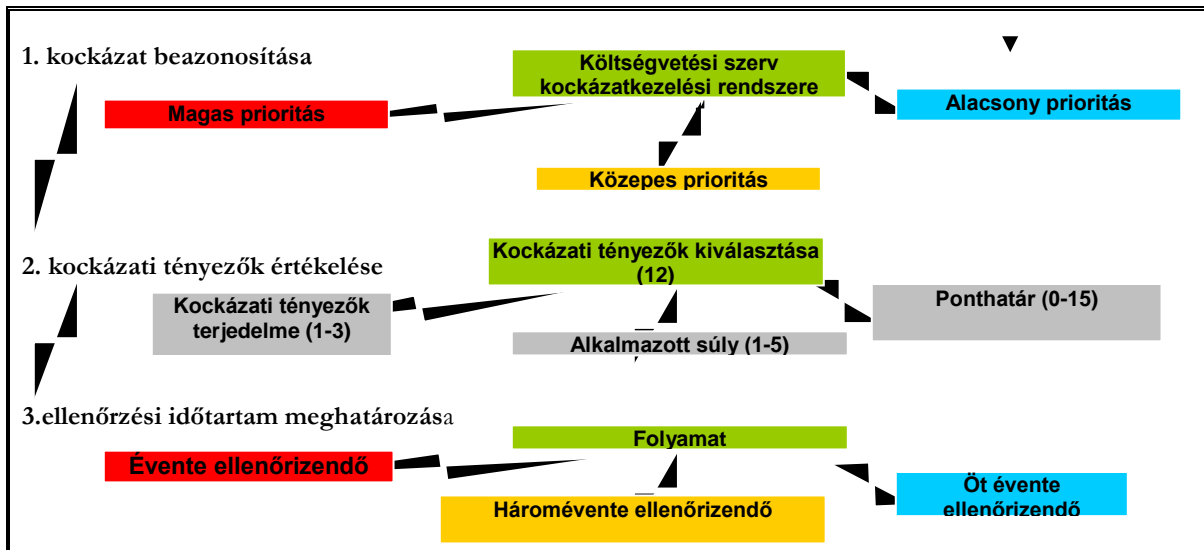 1. kockázat beazonosítása
Költségvetési szerv
kockázatkezelési rendszere
Magas prioritás
Alacsony prioritás
Közepes prioritás
2. kockázati tényezők értékelése
Kockázati tényezők kiválasztása
(12)
Kockázati tényezők
terjedelme (1-3)
Ponthatár (0-15)
Alkalmazott súly (1-5)
3.ellenőrzési időtartam meghatározása
Folyamat
Évente ellenőrizendő
Háromévente ellenőrizendő
Öt évente
ellenőrizendő